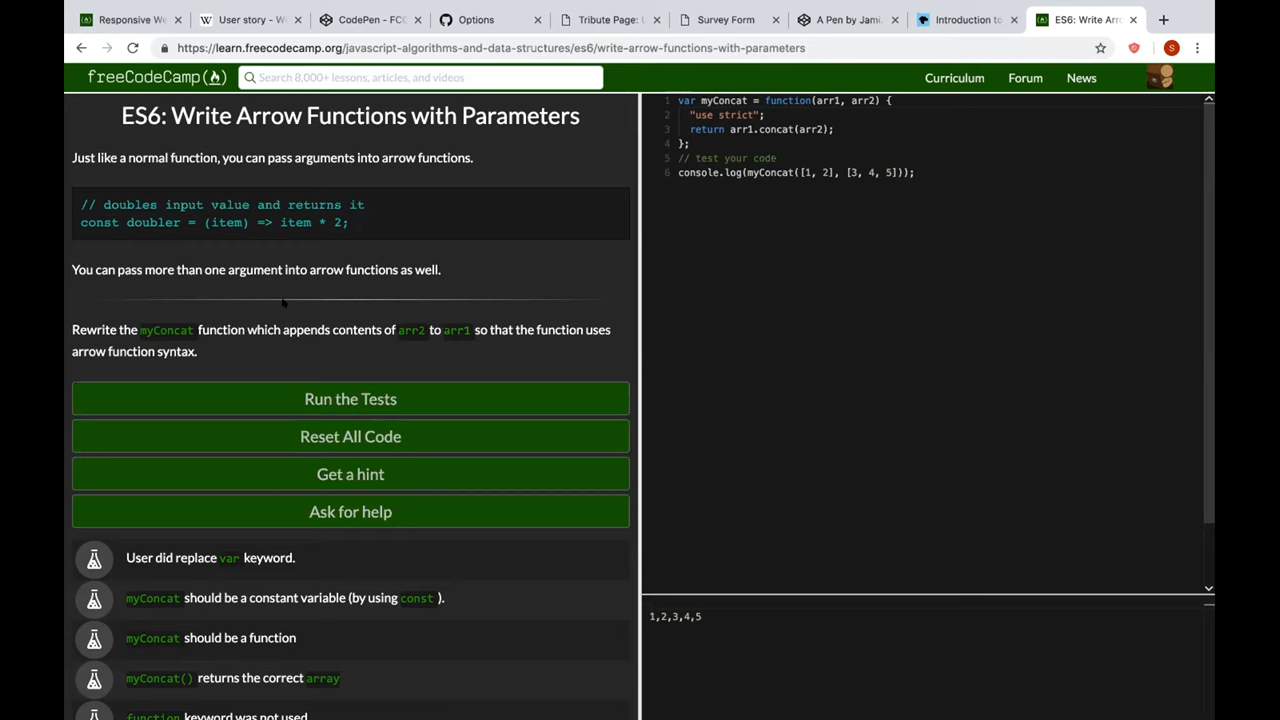 Responsive We
User story - W
CodePen - FCC
Options
Tribute Page: U
Survey Form
A Pen by Jami
Introduction to
ES6: Write Arr
https://learn.freecodecamp.org/javascript-algorithms-and-data-structures/es6/write-arrow-functions-with-parameters
S
freeCodeCamp
Search 8,000+ lessons, articles, and videos
Curriculum
Forum
News
ES6: Write Arrow Functions with Parameters
Just like a normal function, you can pass arguments into arrow functions.
// doubles input value and returns it
const doubler = (item) => item * 2;
You can pass more than one argument into arrow functions as well.
Rewrite the myConcat function which appends contents of arr2 to arr1 so that the function uses
arrow function syntax.
Run the Tests
Reset All Code
Get a hint
Ask for help
User did replace var keyword.
myConcat should be a constant variable (by using const ).
myConcat should be a function
myConcat() returns the correct array
function keyword was not used
1 var myConcat = function(arr1, arr2) {
2 "use strict";
3 return arr1.concat(arr2);
4 };
5 // test your code
6 console.log(myConcat([1, 2], [3, 4, 5]));
1,2,3,4,5